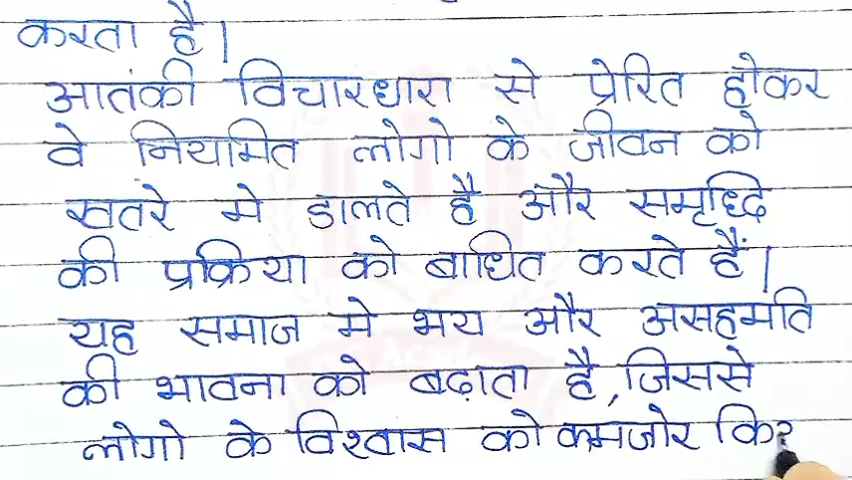 करता है।
आतंकी विचारधारा से प्रेरित होकर
वे नियमित लोगो के जीवन को
खतरे मे डालते है और समृध्दि
की प्रक्रिया को बाधित करते हैं।
यह समाज मे भय और असहमति
की भावना को बढ़ाता है, जिससे
लोगो के विश्वास को कमजोर